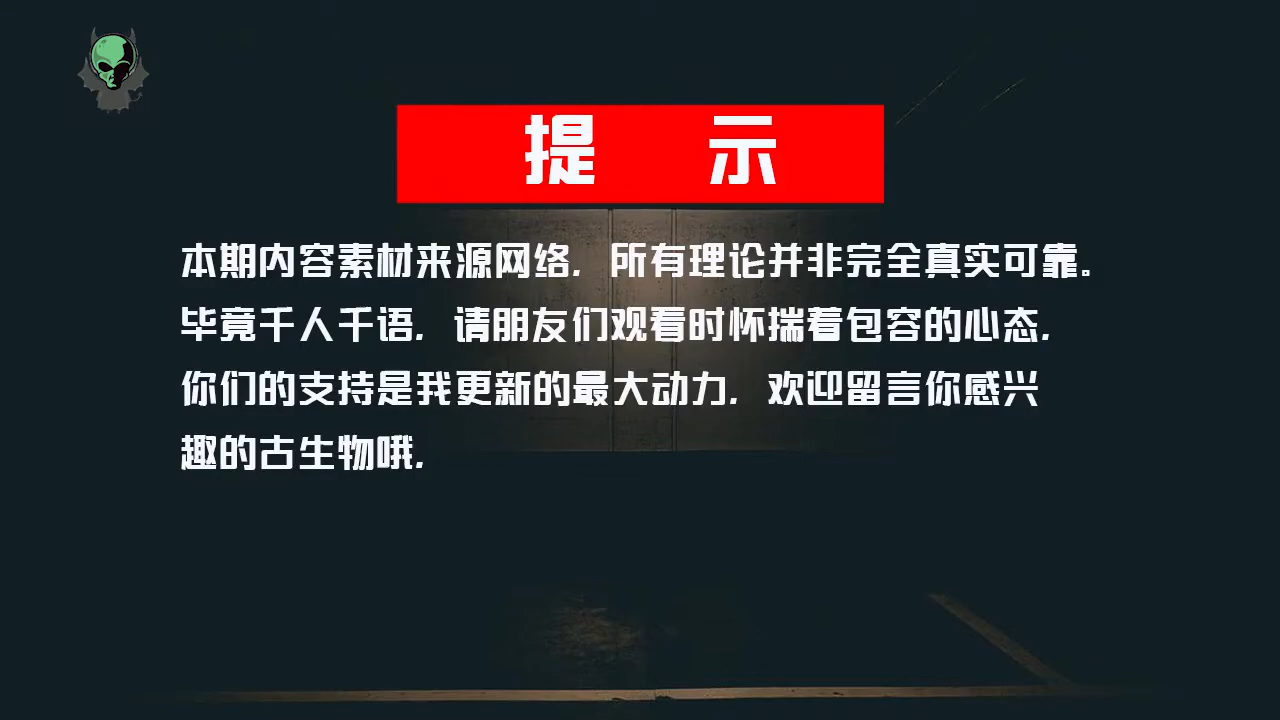 提 示
本期内容素材来源网络,所有理论并非完全真实可靠。
毕竟千人千语,请朋友们观看时怀揣着包容的心态,
你们的支持是我更新的最大动力,欢迎留言你感兴
趣的古生物哦,